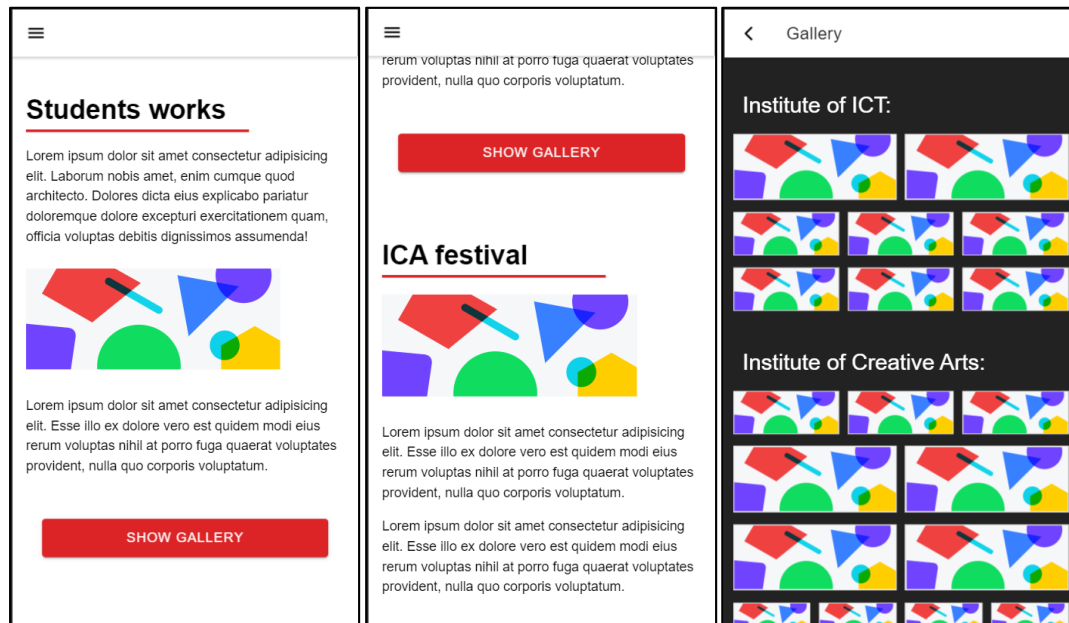 Students works
Lorem ipsum dolor sit amet consectetur adipisicing
elit. Laborum nobis amet, enim cumque quod
architecto. Dolores dicta eius explicabo pariatur
doloremque dolore excepturi exercitationem quam,
officia voluptas debitis dignissimos assumenda!
Lorem ipsum dolor sit amet consectetur adipisicing
elit. Esse illo ex dolore vero est quidem modi eius
rerum voluptas nihil at porro fuga quaerat voluptates
provident, nulla quo corporis voluptatum.
SHOW GALLERY
rerum voluptas nihil at porro fuga quaerat voluptates
provident, nulla quo corporis voluptatum.
SHOW GALLERY
ICA festival
Lorem ipsum dolor sit amet consectetur adipisicing
elit. Esse illo ex dolore vero est quidem modi eius
rerum voluptas nihil at porro fuga quaerat voluptates
provident, nulla quo corporis voluptatum.
Lorem ipsum dolor sit amet consectetur adipisicing
elit. Esse illo ex dolore vero est quidem modi eius
rerum voluptas nihil at porro fuga quaerat voluptates
provident, nulla quo corporis voluptatum.
Gallery
Institute of ICT:
Institute of Creative Arts: